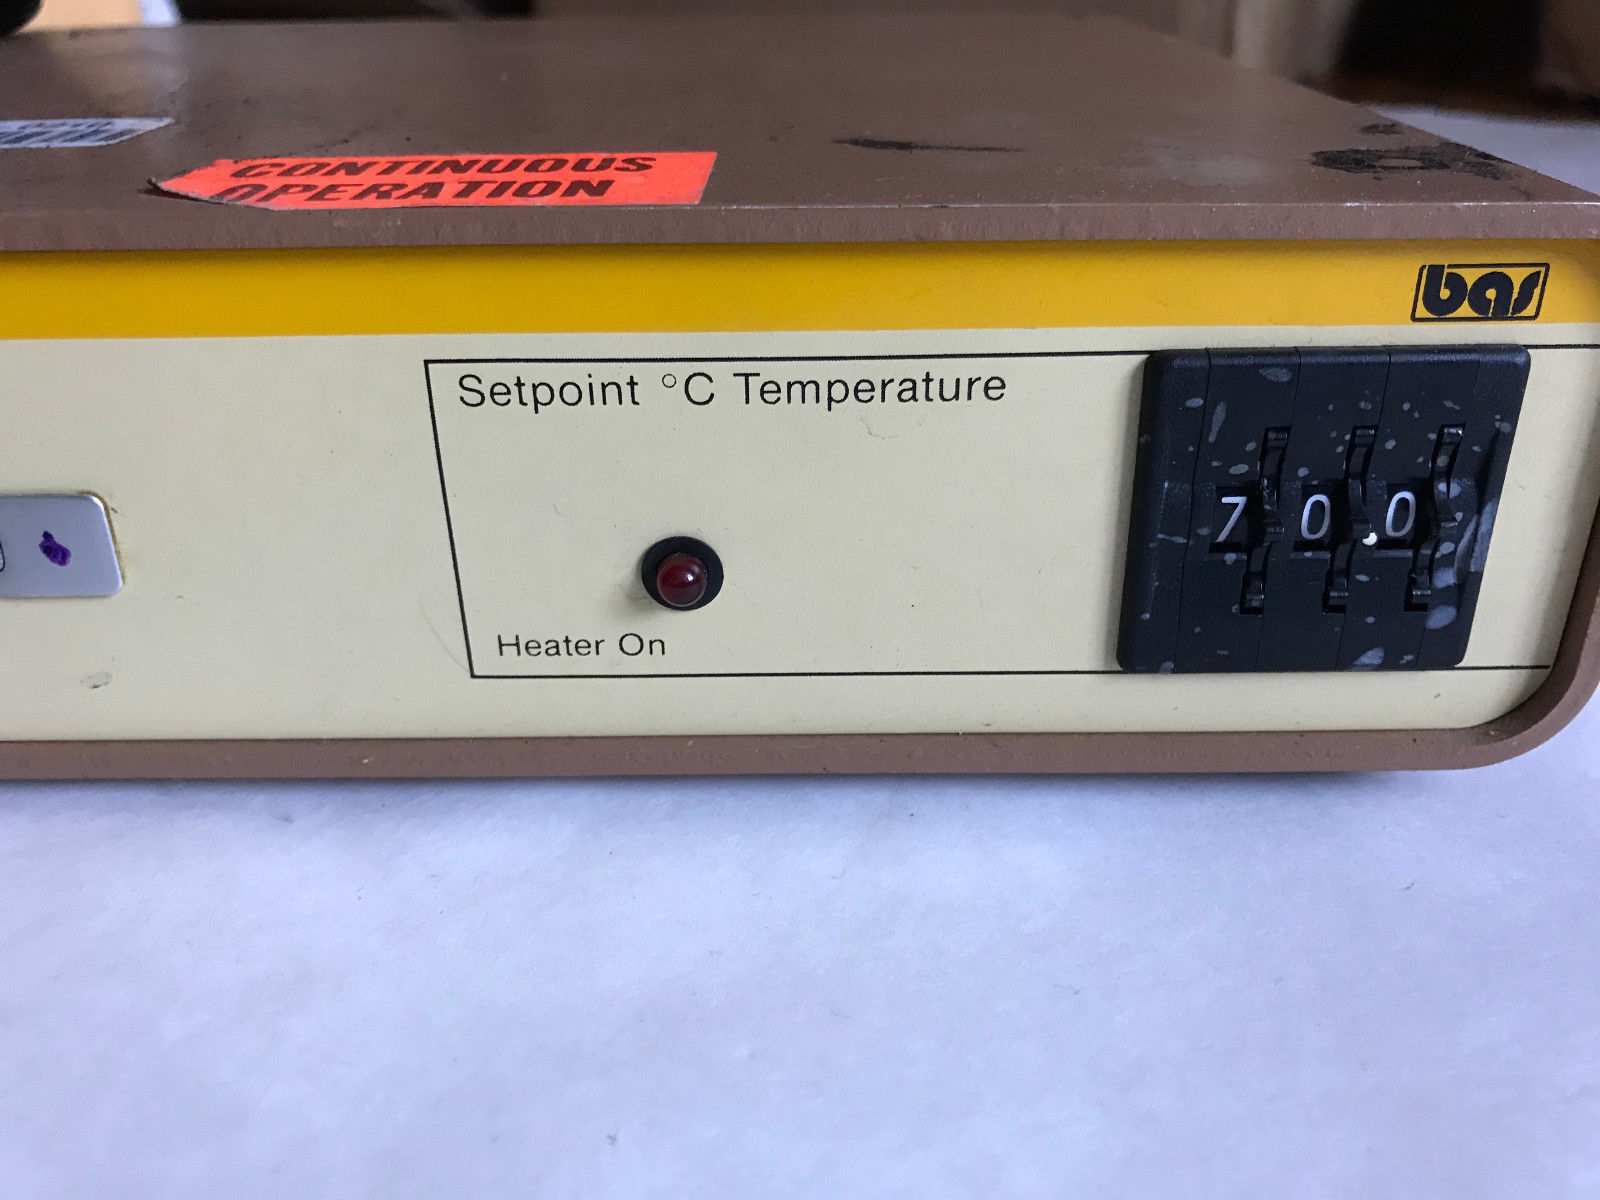 CONTINUOUS
OPERATION
bas
Setpoint °C Temperature
70.0
Heater On